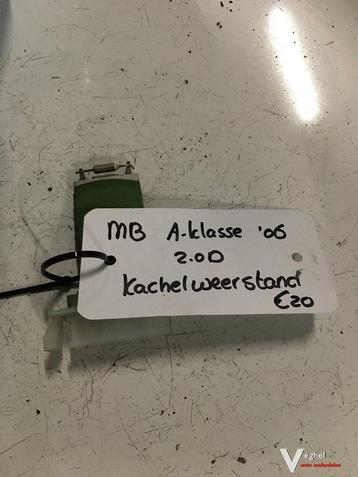 MB A-klasse '06
2.0D
Kachelweerstand
€20
Veghel